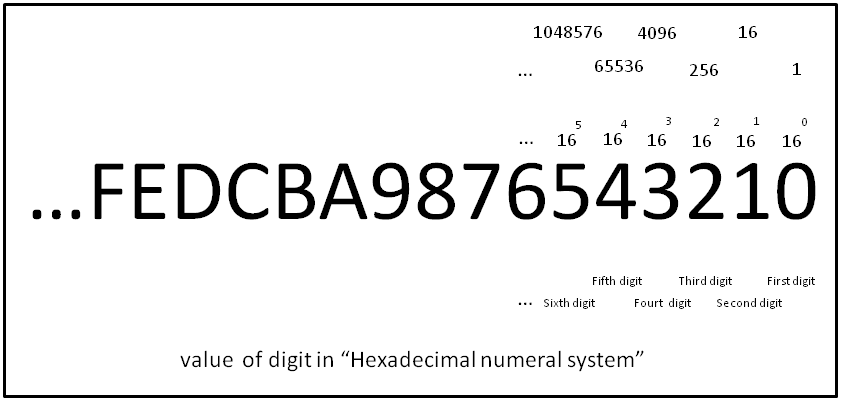 1048576 4096 16
... 65536 256 1
5 4 3 2 1 0
... 16 16 16 16 16 16
...FEDCBA9876543210
Fifth digit Third digit First digit
... Sixth digit Fourt digit Second digit
value of digit in “Hexadecimal numeral system”